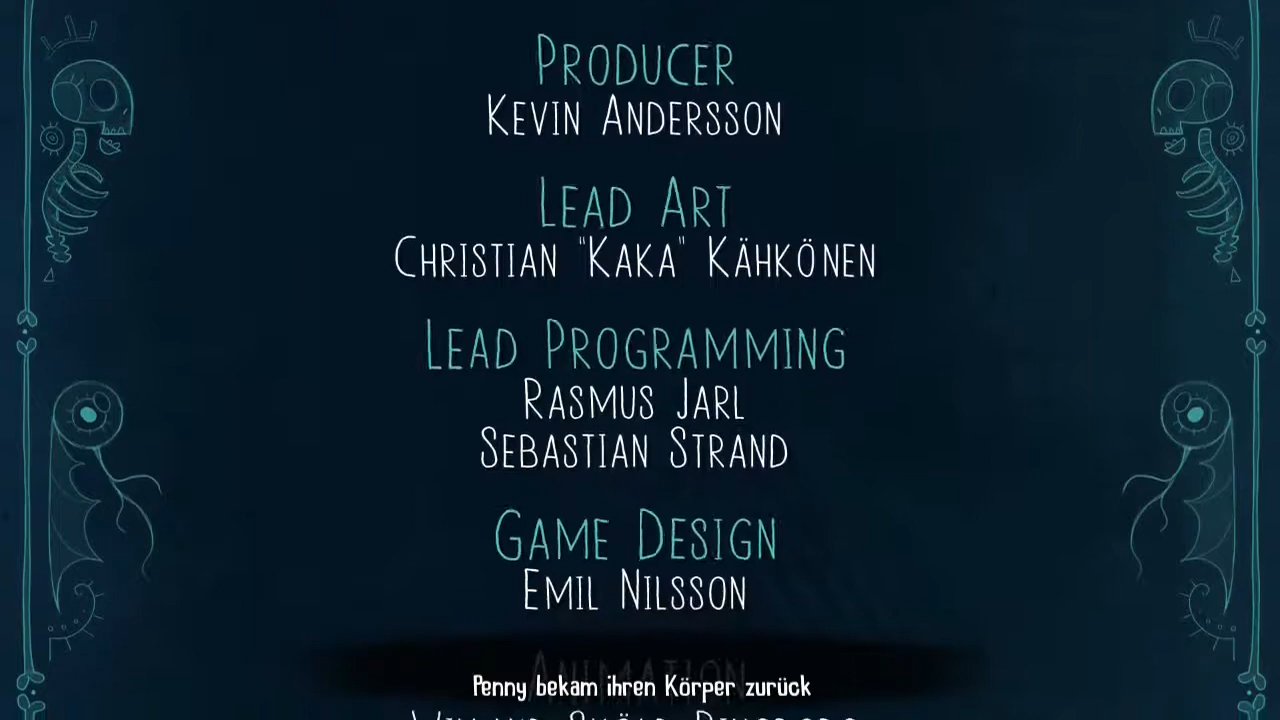 PRODUCER
KEVIN ANDERSSON
LEAD ART
CHRISTIAN "KAKA" KÄHKÖNEN
LEAD PROGRAMMING
RASMUS JARL
SEBASTIAN STRAND
GAME DESIGN
EMIL NILSSON
ANIMATION
Penny bekam ihren Körper zurück